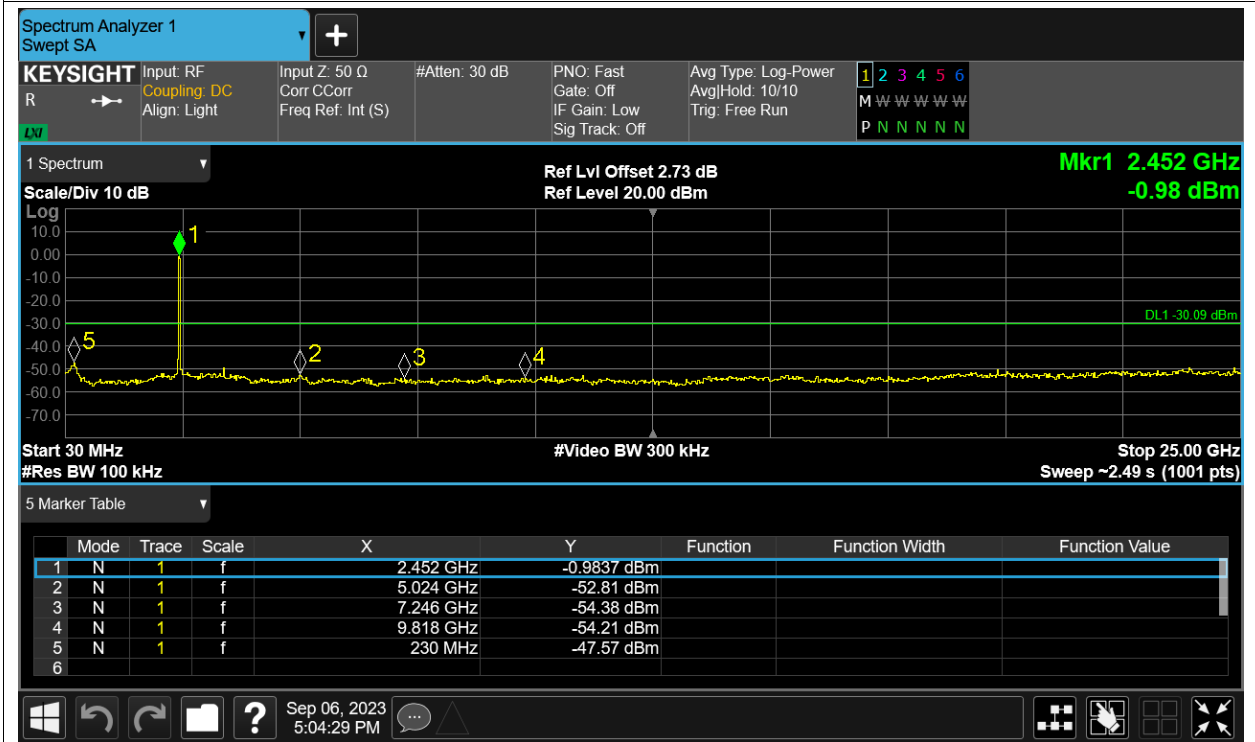 Spectrum Analyzer 1
Swept SA
+
KEYSIGHT Input: RF Input Z: 50 Ω #Atten: 30 dB PNO: Fast Avg Type: Log-Power 1 2 3 4 5 6
R Coupling: DC Corr CCorr Gate: Off Avg|Hold: 10/10 M W W W W W
Align: Light Freq Ref: Int (S) IF Gain: Low Trig: Free Run
LXI Sig Track: Off P N N N N N
1 Spectrum Ref Lvl Offset 2.73 dB Mkr1 2.452 GHz
Scale/Div 10 dB Ref Level 20.00 dBm -0.98 dBm
Log
10.0 1
0.00
-10.0
-20.0
-30.0 DL1 -30.09 dBm
-40.0 5 2 3 4
-50.0
-60.0
-70.0
Start 30 MHz #Video BW 300 kHz Stop 25.00 GHz
#Res BW 100 kHz Sweep ~2.49 s (1001 pts)
5 Marker Table
Mode Trace Scale X Y Function Function Width Function Value
1 N 1 f 2.452 GHz -0.9837 dBm
2 N 1 f 5.024 GHz -52.81 dBm
3 N 1 f 7.246 GHz -54.38 dBm
4 N 1 f 9.818 GHz -54.21 dBm
5 N 1 f 230 MHz -47.57 dBm
6
? Sep 06, 2023
5:04:29 PM